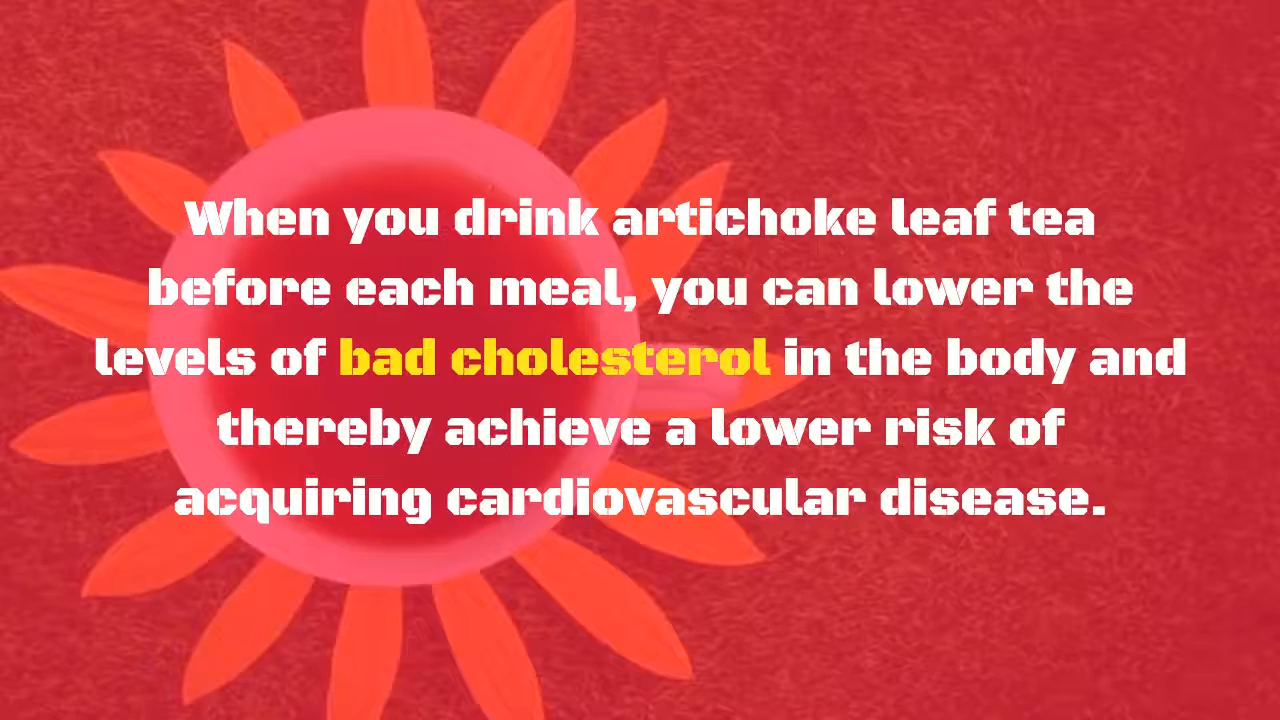 When you drink artichoke leaf tea
before each meal, you can lower the
levels of bad cholesterol in the body and
thereby achieve a lower risk of
acquiring cardiovascular disease.